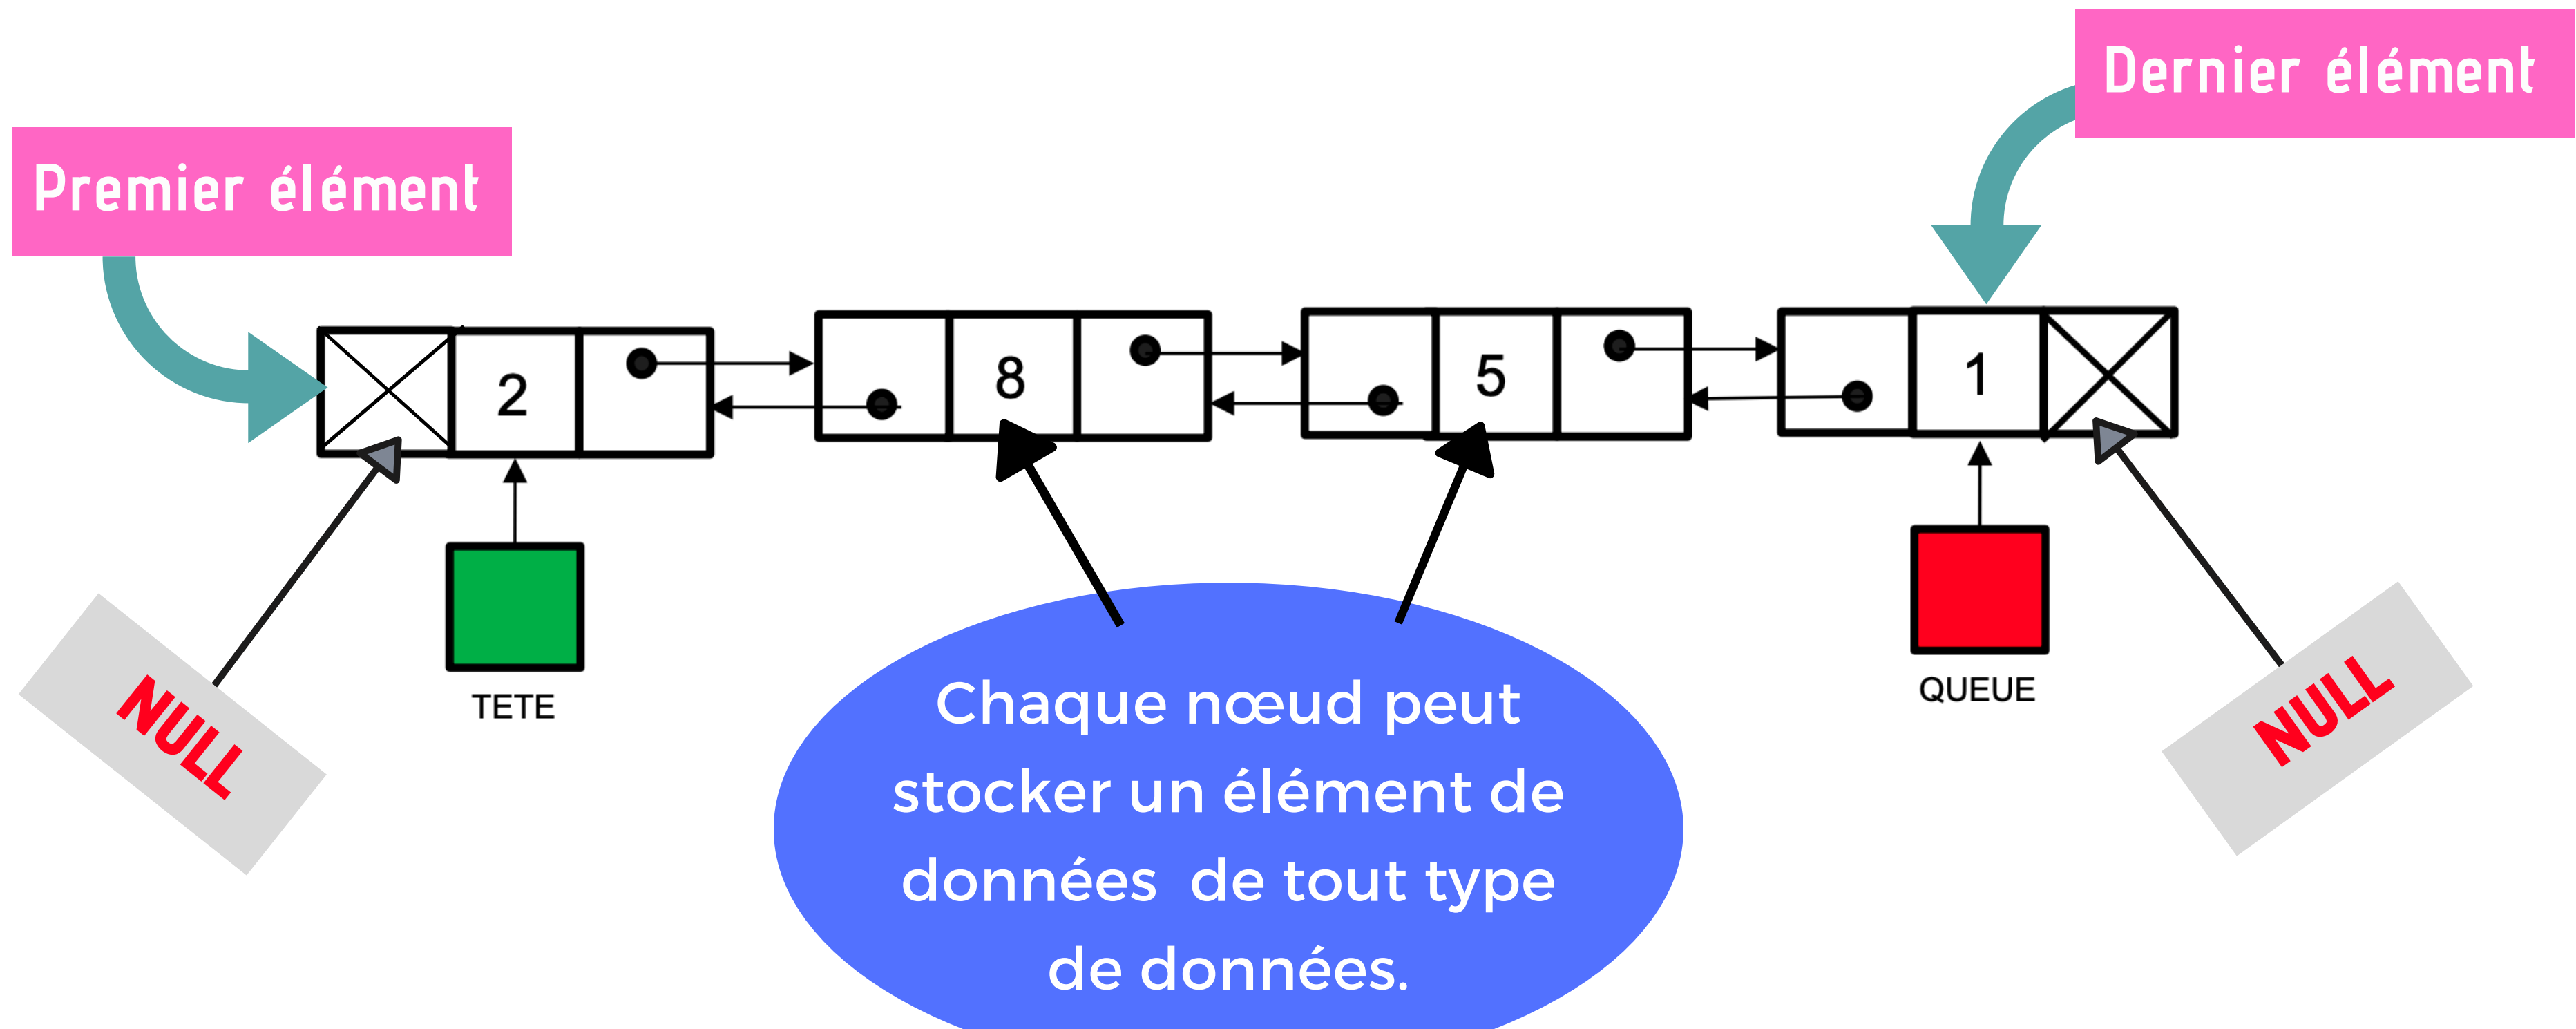 Dernier élément
Premier élément
2
8
5
1
TETE
QUEUE
NULL
NULL
Chaque nœud peut
stocker un élément de
données de tout type
de données.